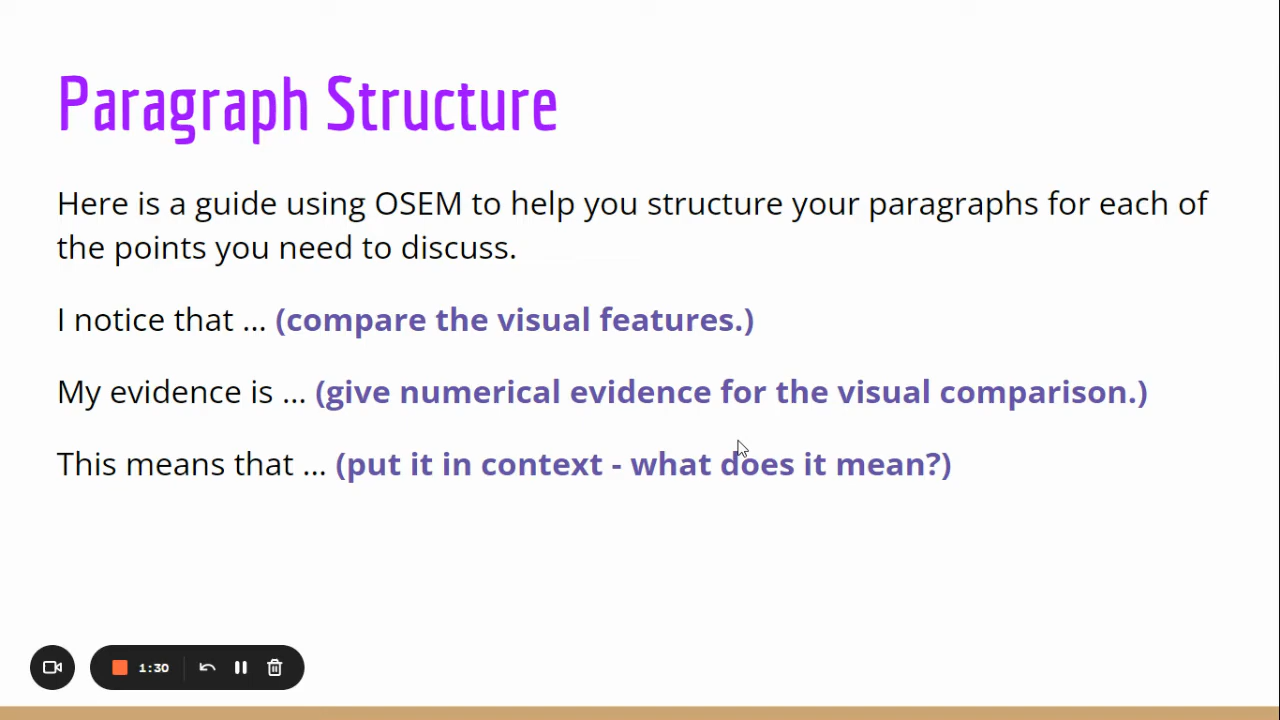 Paragraph Structure
Here is a guide using OSEM to help you structure your paragraphs for each of
the points you need to discuss.
I notice that ... (compare the visual features.)
My evidence is ... (give numerical evidence for the visual comparison.)
This means that ... (put it in context - what does it mean?)
1:30